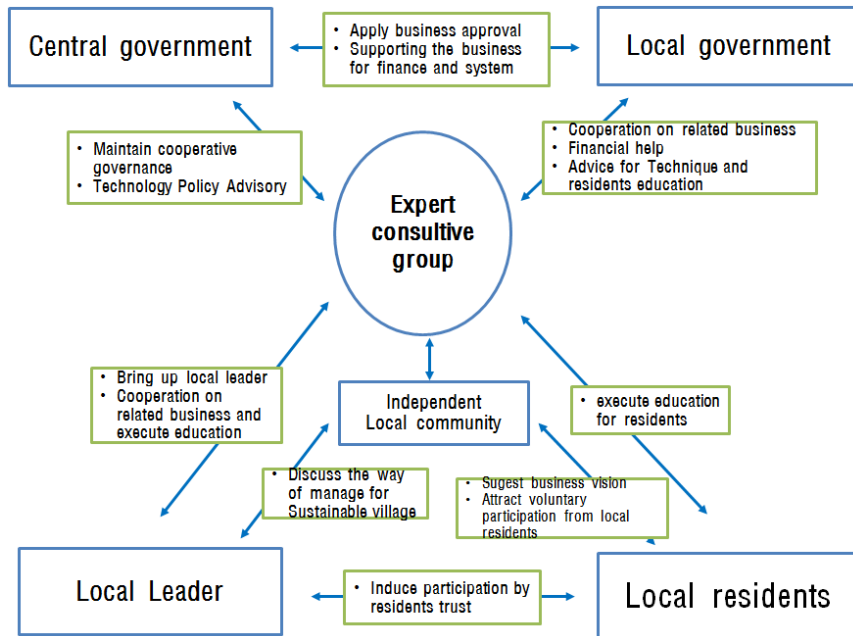 Central government
• Apply business approval
• Supporting the business
for finance and system
Local government
• Maintain cooperative
governance
• Technology Policy Advisory
• Cooperation on related business
• Financial help
• Advice for Technique and
residents education
Expert
consultive
group
• Bring up local leader
• Cooperation on
related business and
execute education
Independent
Local community
• execute education
for residents
• Discuss the way
of manage for
Sustainable village
• Sugest business vision
• Attract voluntary
participation from local
residents
Local Leader
• Induce participation by
residents trust
Local residents